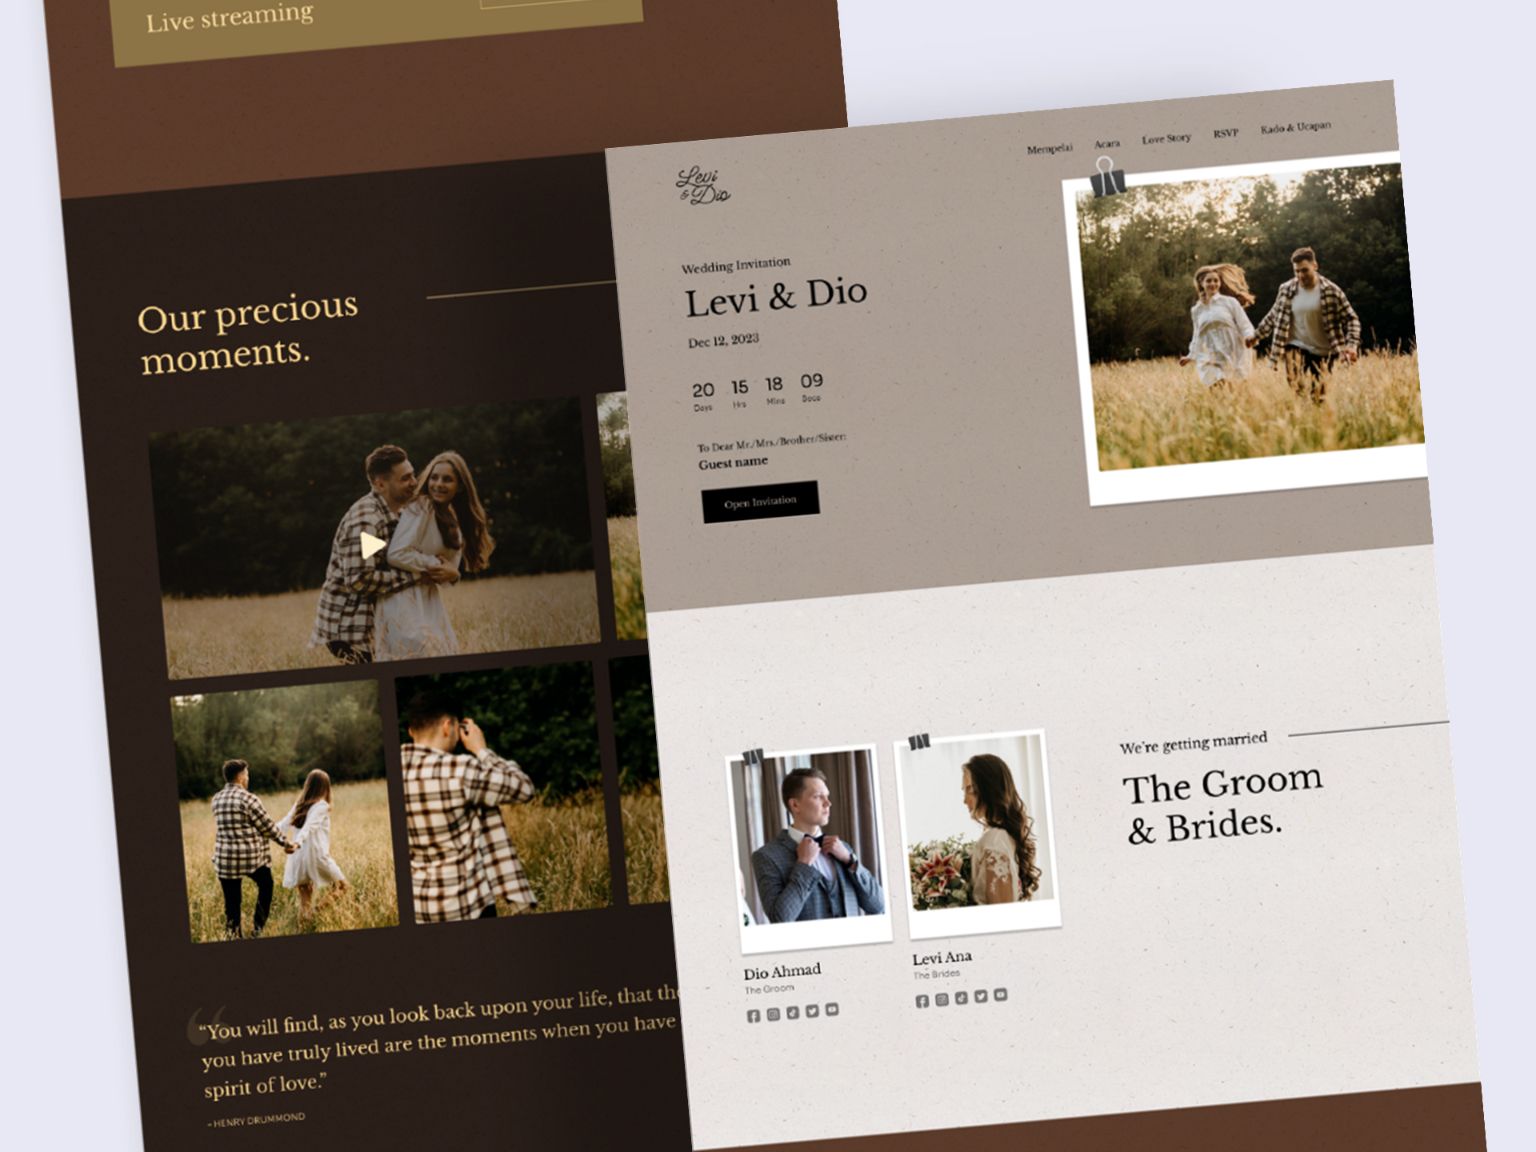 Live streaming
Our precious
moments.
“You will find, as you look back upon your life, that the
you have truly lived are the moments when you have
spirit of love.”
- HENRY DRUMMOND
Levi
& Dio
Mempelai
Acara
Love Story
RSVP
Kado & Ucapan
Wedding Invitation
Levi & Dio
Dec 12, 2023
20 15 18 09
Days Hrs Mins Secs
To Dear Mr./Mrs./Brother/Sister:
Guest name
Open Invitation
We're getting married
The Groom
& Brides.
Dio Ahmad
The Groom
Levi Ana
The Brides